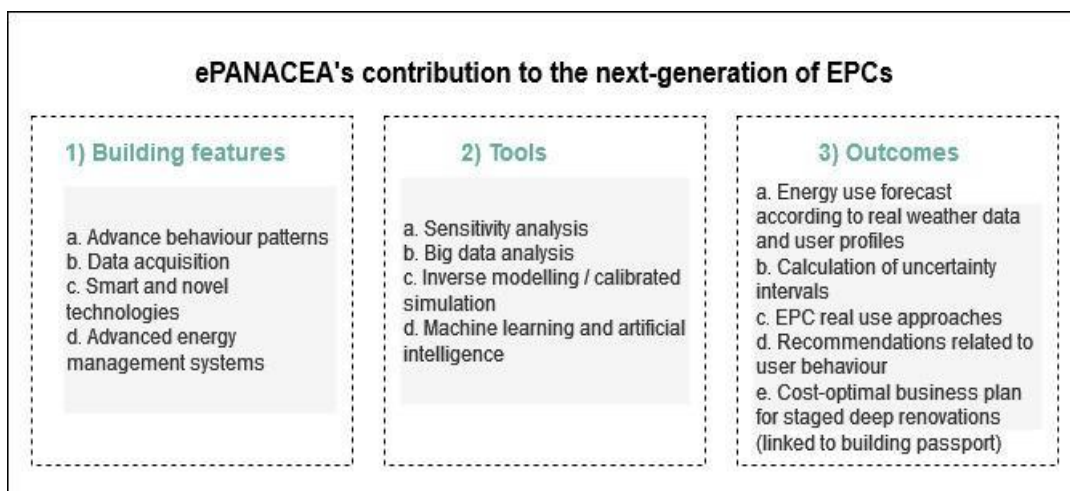 ePANACEA's contribution to the next-generation of EPCs
1) Building features
a. Advance behaviour patterns
b. Data acquisition
c. Smart and novel
technologies
d. Advanced energy
management systems
2) Tools
a. Sensitivity analysis
b. Big data analysis
c. Inverse modelling / calibrated
simulation
d. Machine learning and artificial
intelligence
3) Outcomes
a. Energy use forecast
according to real weather data
and user profiles
b. Calculation of uncertainty
intervals
c. EPC real use approaches
d. Recommendations related to
user behaviour
e. Cost-optimal business plan
for staged deep renovations
(linked to building passport)